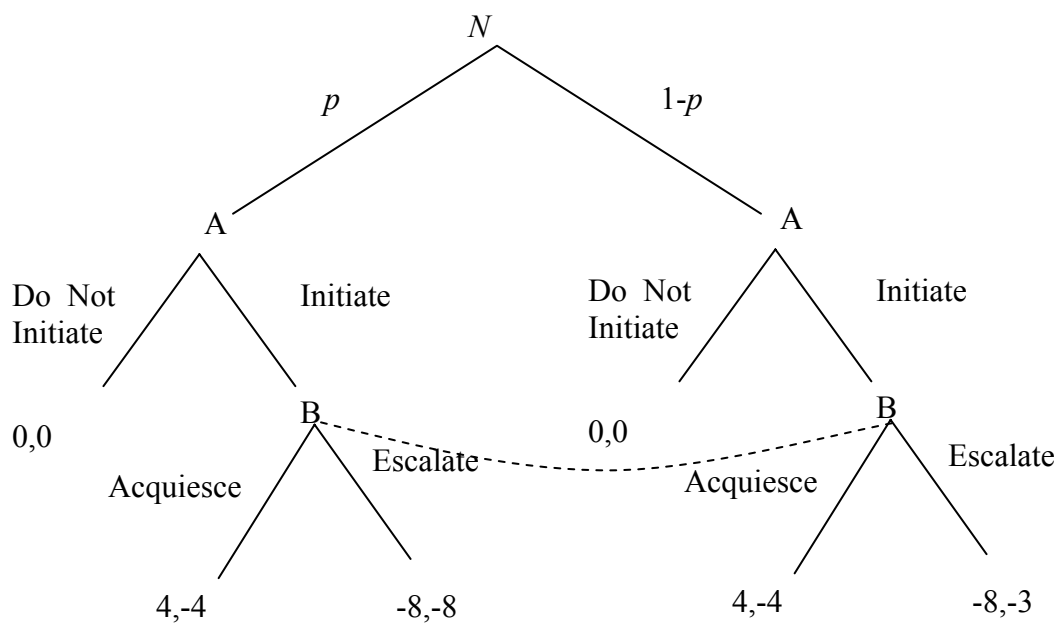 N
p
1-p
A
A
Do Not
Initiate
Initiate
Do Not
Initiate
Initiate
B
B
0,0
0,0
Acquiesce
Escalate
Acquiesce
Escalate
4,-4
-8,-8
4,-4
-8,-3